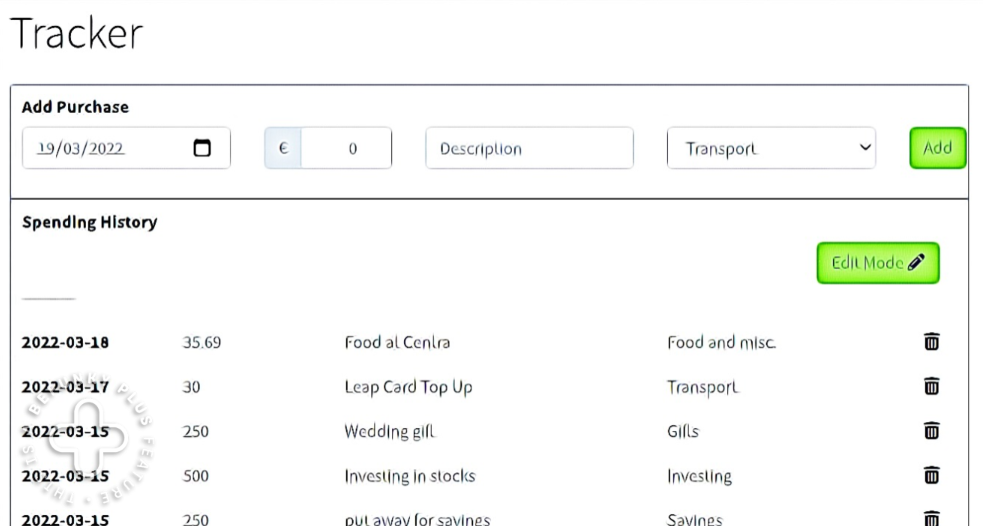 Tracker
Add Purchase
19/03/2022 € 0 Description Transport Add
Spending History
Edit Mode
2022-03-18 35.69 Food at Centra Food and misc.
2022-03-17 30 Leap Card Top Up Transport
2022-03-15 250 Wedding gift Gifts
2022-03-15 500 Investing in stocks Investing
2022-03-15 250 put away for savings Savings
THIS IS A BEFUNKY PLUS FEATURE